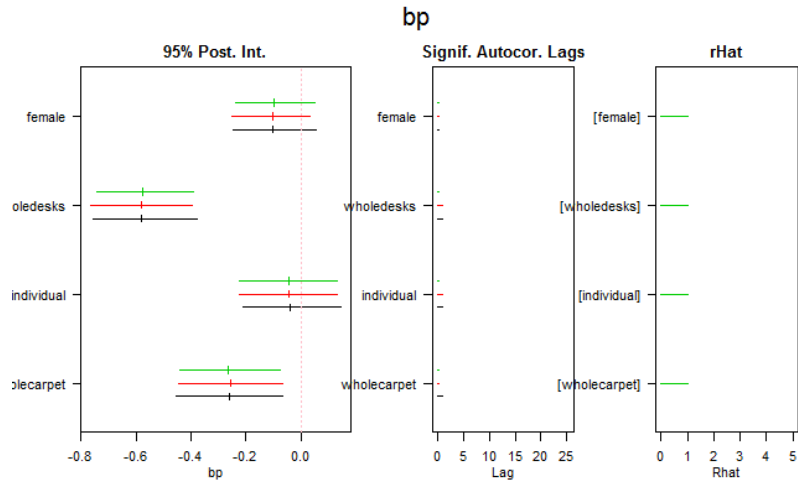 bp
95% Post. Int.
Signif. Autocor. Lags
rHat
female
oledesks
individual
olecarpet
-0.8 -0.6 -0.4 -0.2 0.0
bp
female
wholedesks
individual
wholecarpet
0 5 10 15 20 25
Lag
[female]
[wholedesks]
[individual]
[wholecarpet]
0 1 2 3 4 5
Rhat